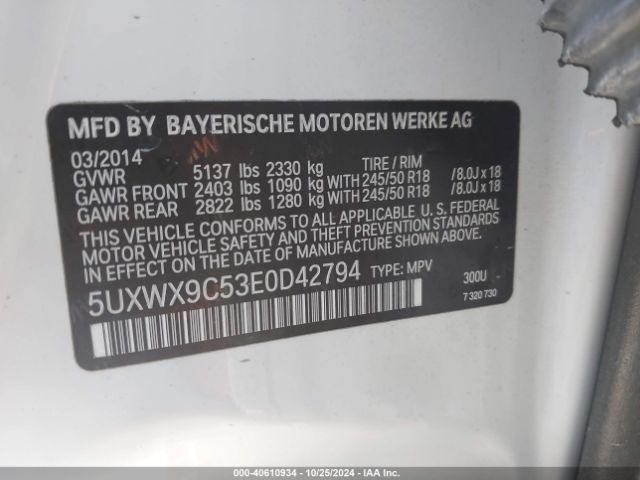 MFD BY BAYERISCHE MOTOREN WERKE AG
03/2014
GVWR 5137 lbs 2330 kg TIRE / RIM
GAWR FRONT 2403 lbs 1090 kg WITH 245/50 R18 /8.0J x 18
GAWR REAR 2822 lbs 1280 kg WITH 245/50 R18 /8.0J x 18
THIS VEHICLE CONFORMS TO ALL APPLICABLE U.S. FEDERAL
MOTOR VEHICLE SAFETY AND THEFT PREVENTION STANDARDS
IN EFFECT ON THE DATE OF MANUFACTURE SHOWN ABOVE.
5UXWX9C53E0D42794 TYPE: MPV 300U
7 320 730
000-40610934 - 10/25/2024 - IAA Inc.